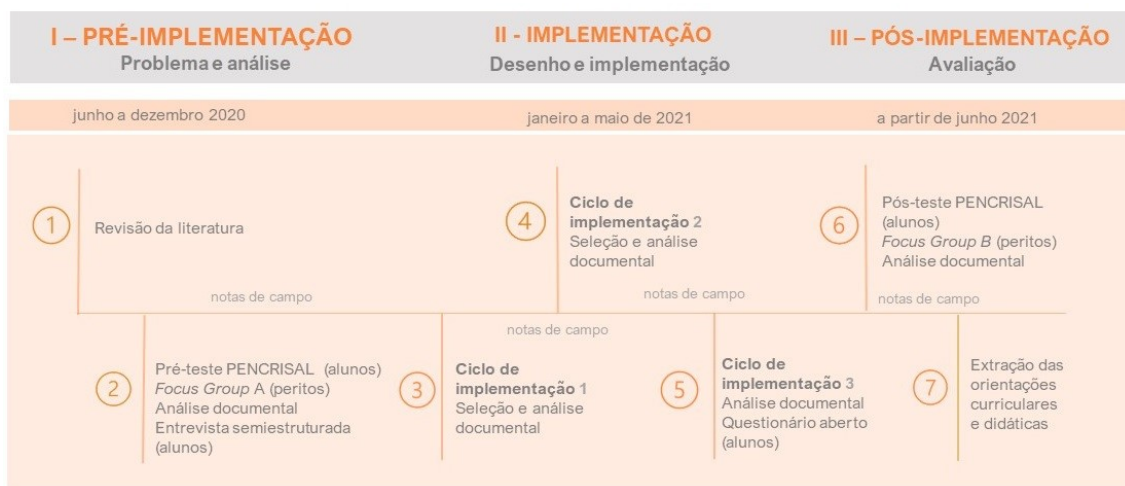 I – PRÉ-IMPLEMENTAÇÃO
Problema e análise
II - IMPLEMENTAÇÃO
Desenho e implementação
III – PÓS-IMPLEMENTAÇÃO
Avaliação
junho a dezembro 2020
janeiro a maio de 2021
a partir de junho 2021
1
Revisão da literatura
notas de campo
2
Pré-teste PENCRISAL (alunos)
Focus Group A (peritos)
Análise documental
Entrevista semiestruturada
(alunos)
3
Ciclo de
implementação 1
Seleção e análise
documental
notas de campo
4
Ciclo de
implementação 2
Seleção e análise
documental
notas de campo
5
Ciclo de
implementação 3
Análise documental
Questionário aberto
(alunos)
6
Pós-teste PENCRISAL
(alunos)
Focus Group B (peritos)
Análise documental
notas de campo
7
Extração das
orientações
curriculares
e didáticas